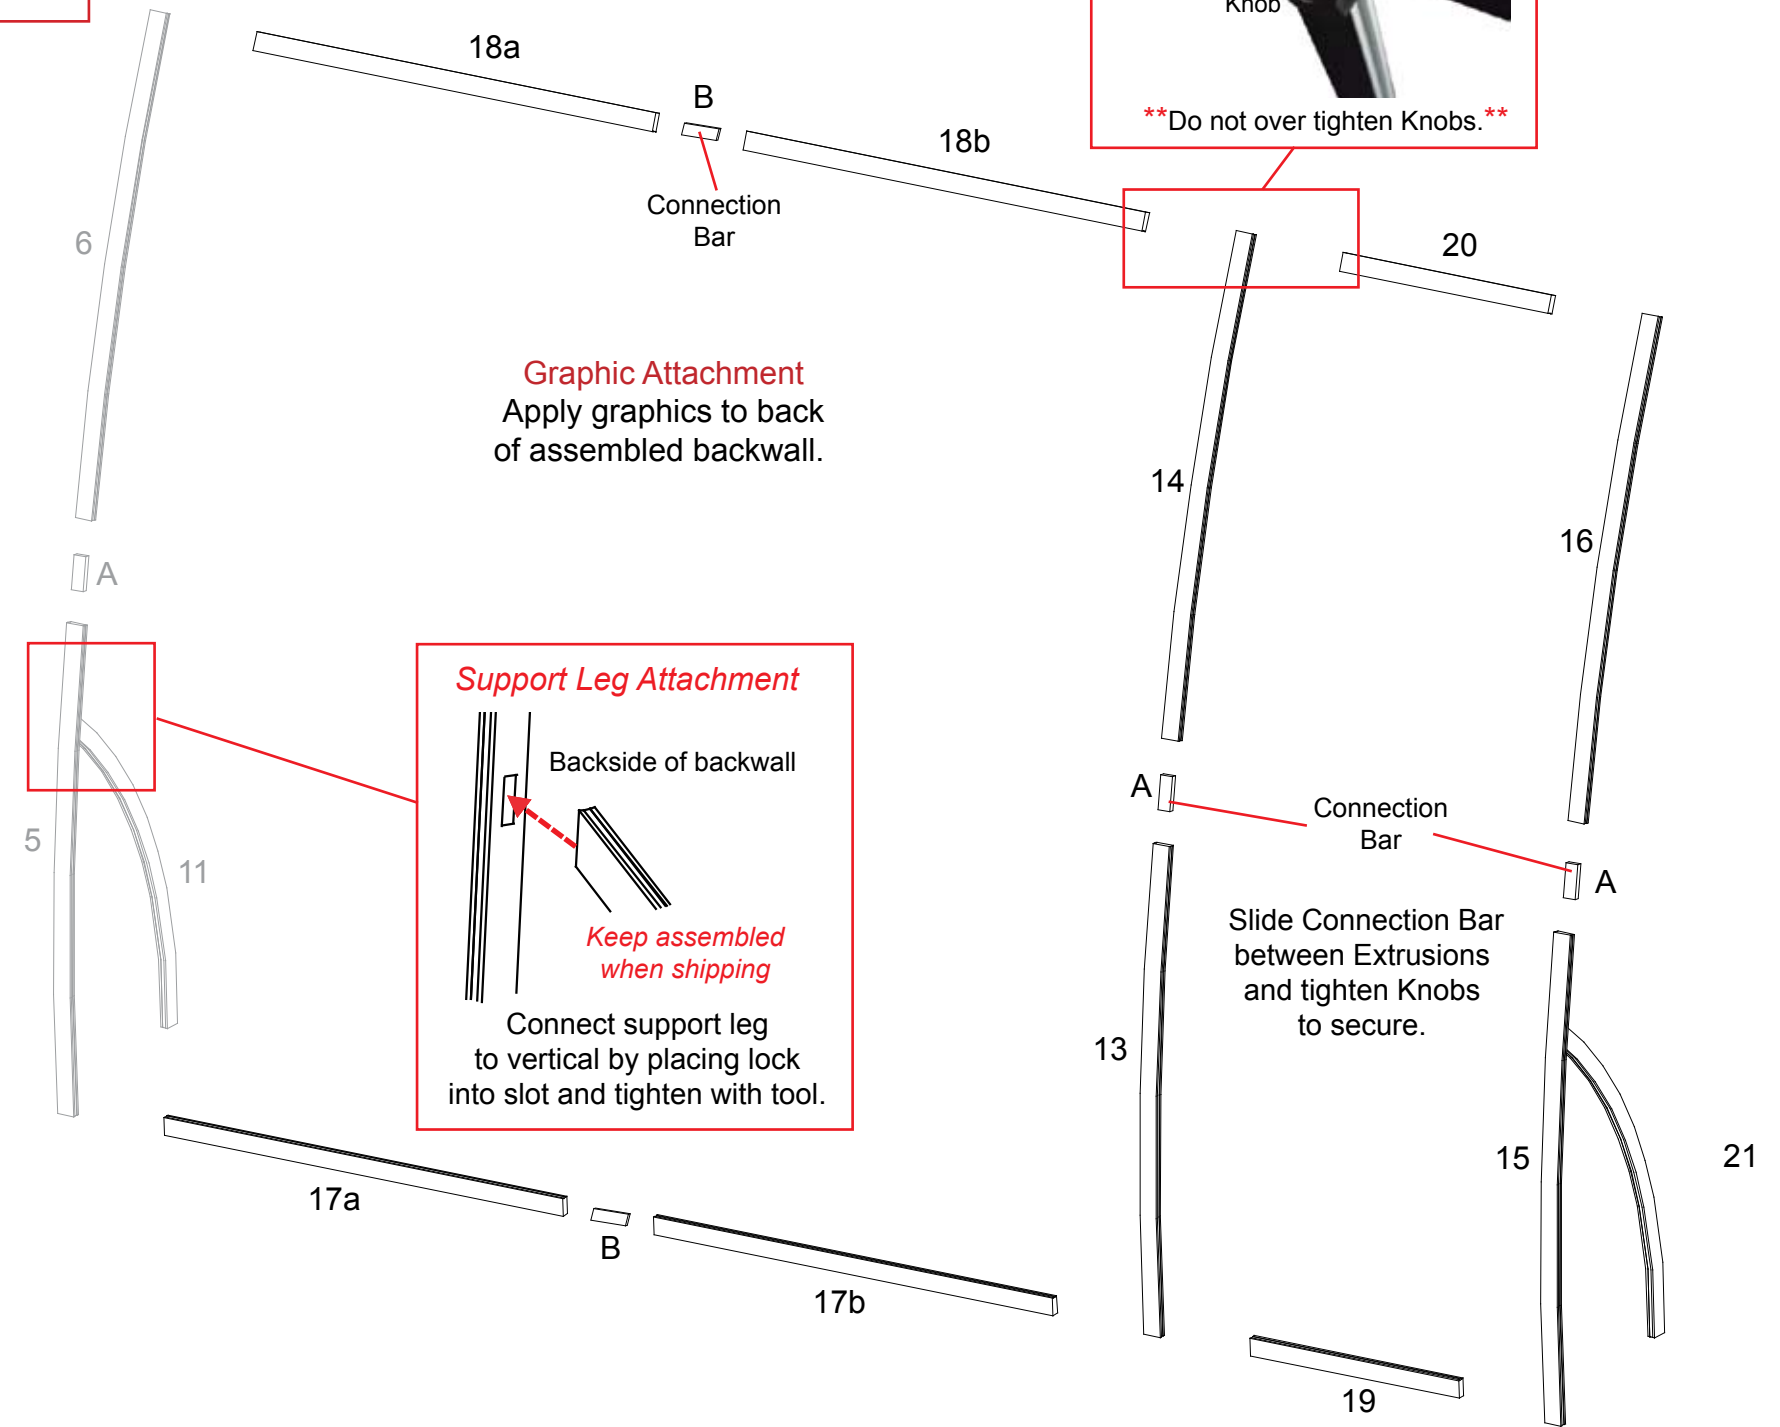 Knob
**Do not over tighten Knobs.**
18a
B
18b
Connection
Bar
6
20
Graphic Attachment
Apply graphics to back
of assembled backwall.
14
16
A
Support Leg Attachment
Backside of backwall
Keep assembled
when shipping
Connect support leg
to vertical by placing lock
into slot and tighten with tool.
A
Connection
Bar
A
Slide Connection Bar
between Extrusions
and tighten Knobs
to secure.
5
11
13
15
21
17a
B
17b
19